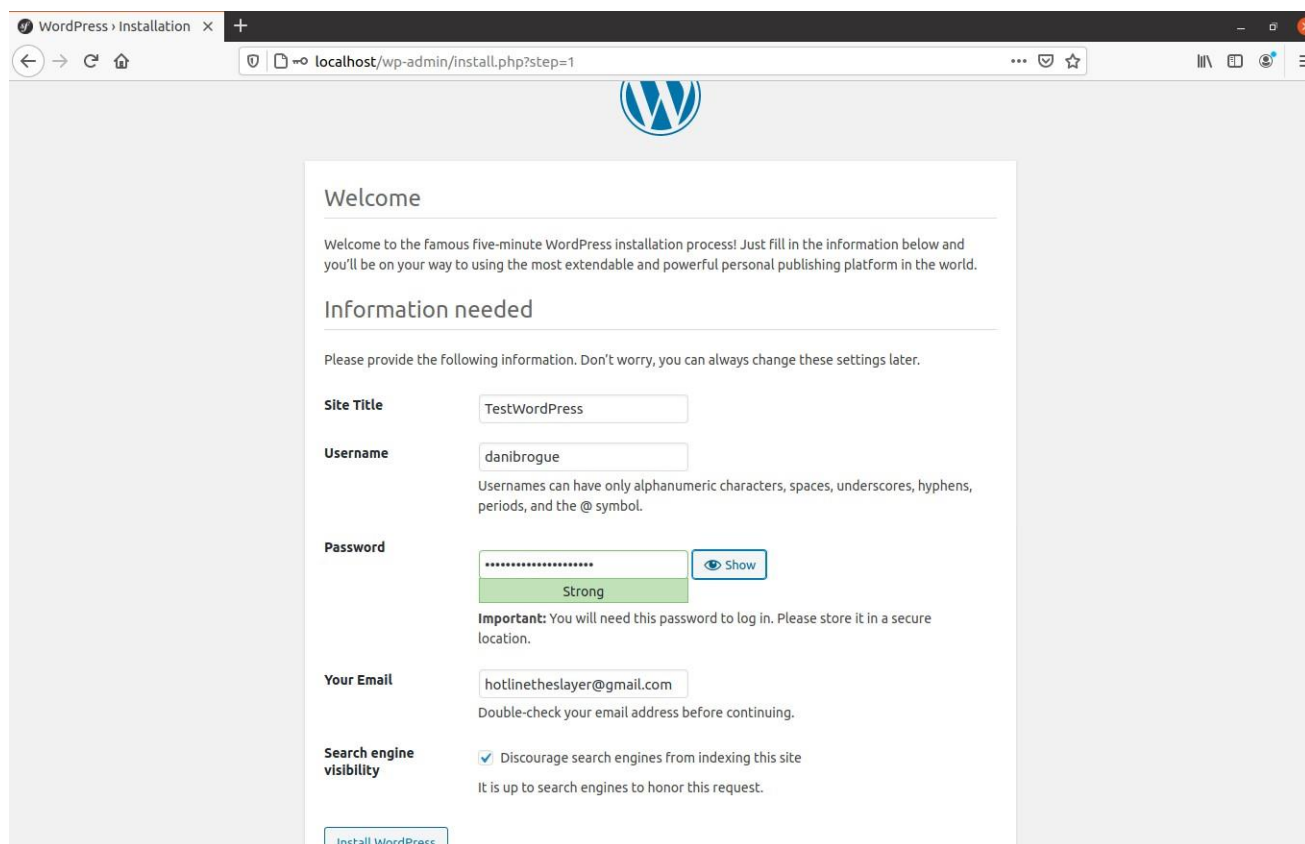 WordPress › Installation
localhost/wp-admin/install.php?step=1
Welcome
Welcome to the famous five-minute WordPress installation process! Just fill in the information below and
you'll be on your way to using the most extendable and powerful personal publishing platform in the world.
Information needed
Please provide the following information. Don't worry, you can always change these settings later.
Site Title
TestWordPress
Username
danibrogue
Usernames can have only alphanumeric characters, spaces, underscores, hyphens,
periods, and the @ symbol.
Password
•••••••••••••••••••••
Show
Strong
Important: You will need this password to log in. Please store it in a secure
location.
Your Email
hotlinetheslayer@gmail.com
Double-check your email address before continuing.
Search engine
visibility
Discourage search engines from indexing this site
It is up to search engines to honor this request.
Install WordPress